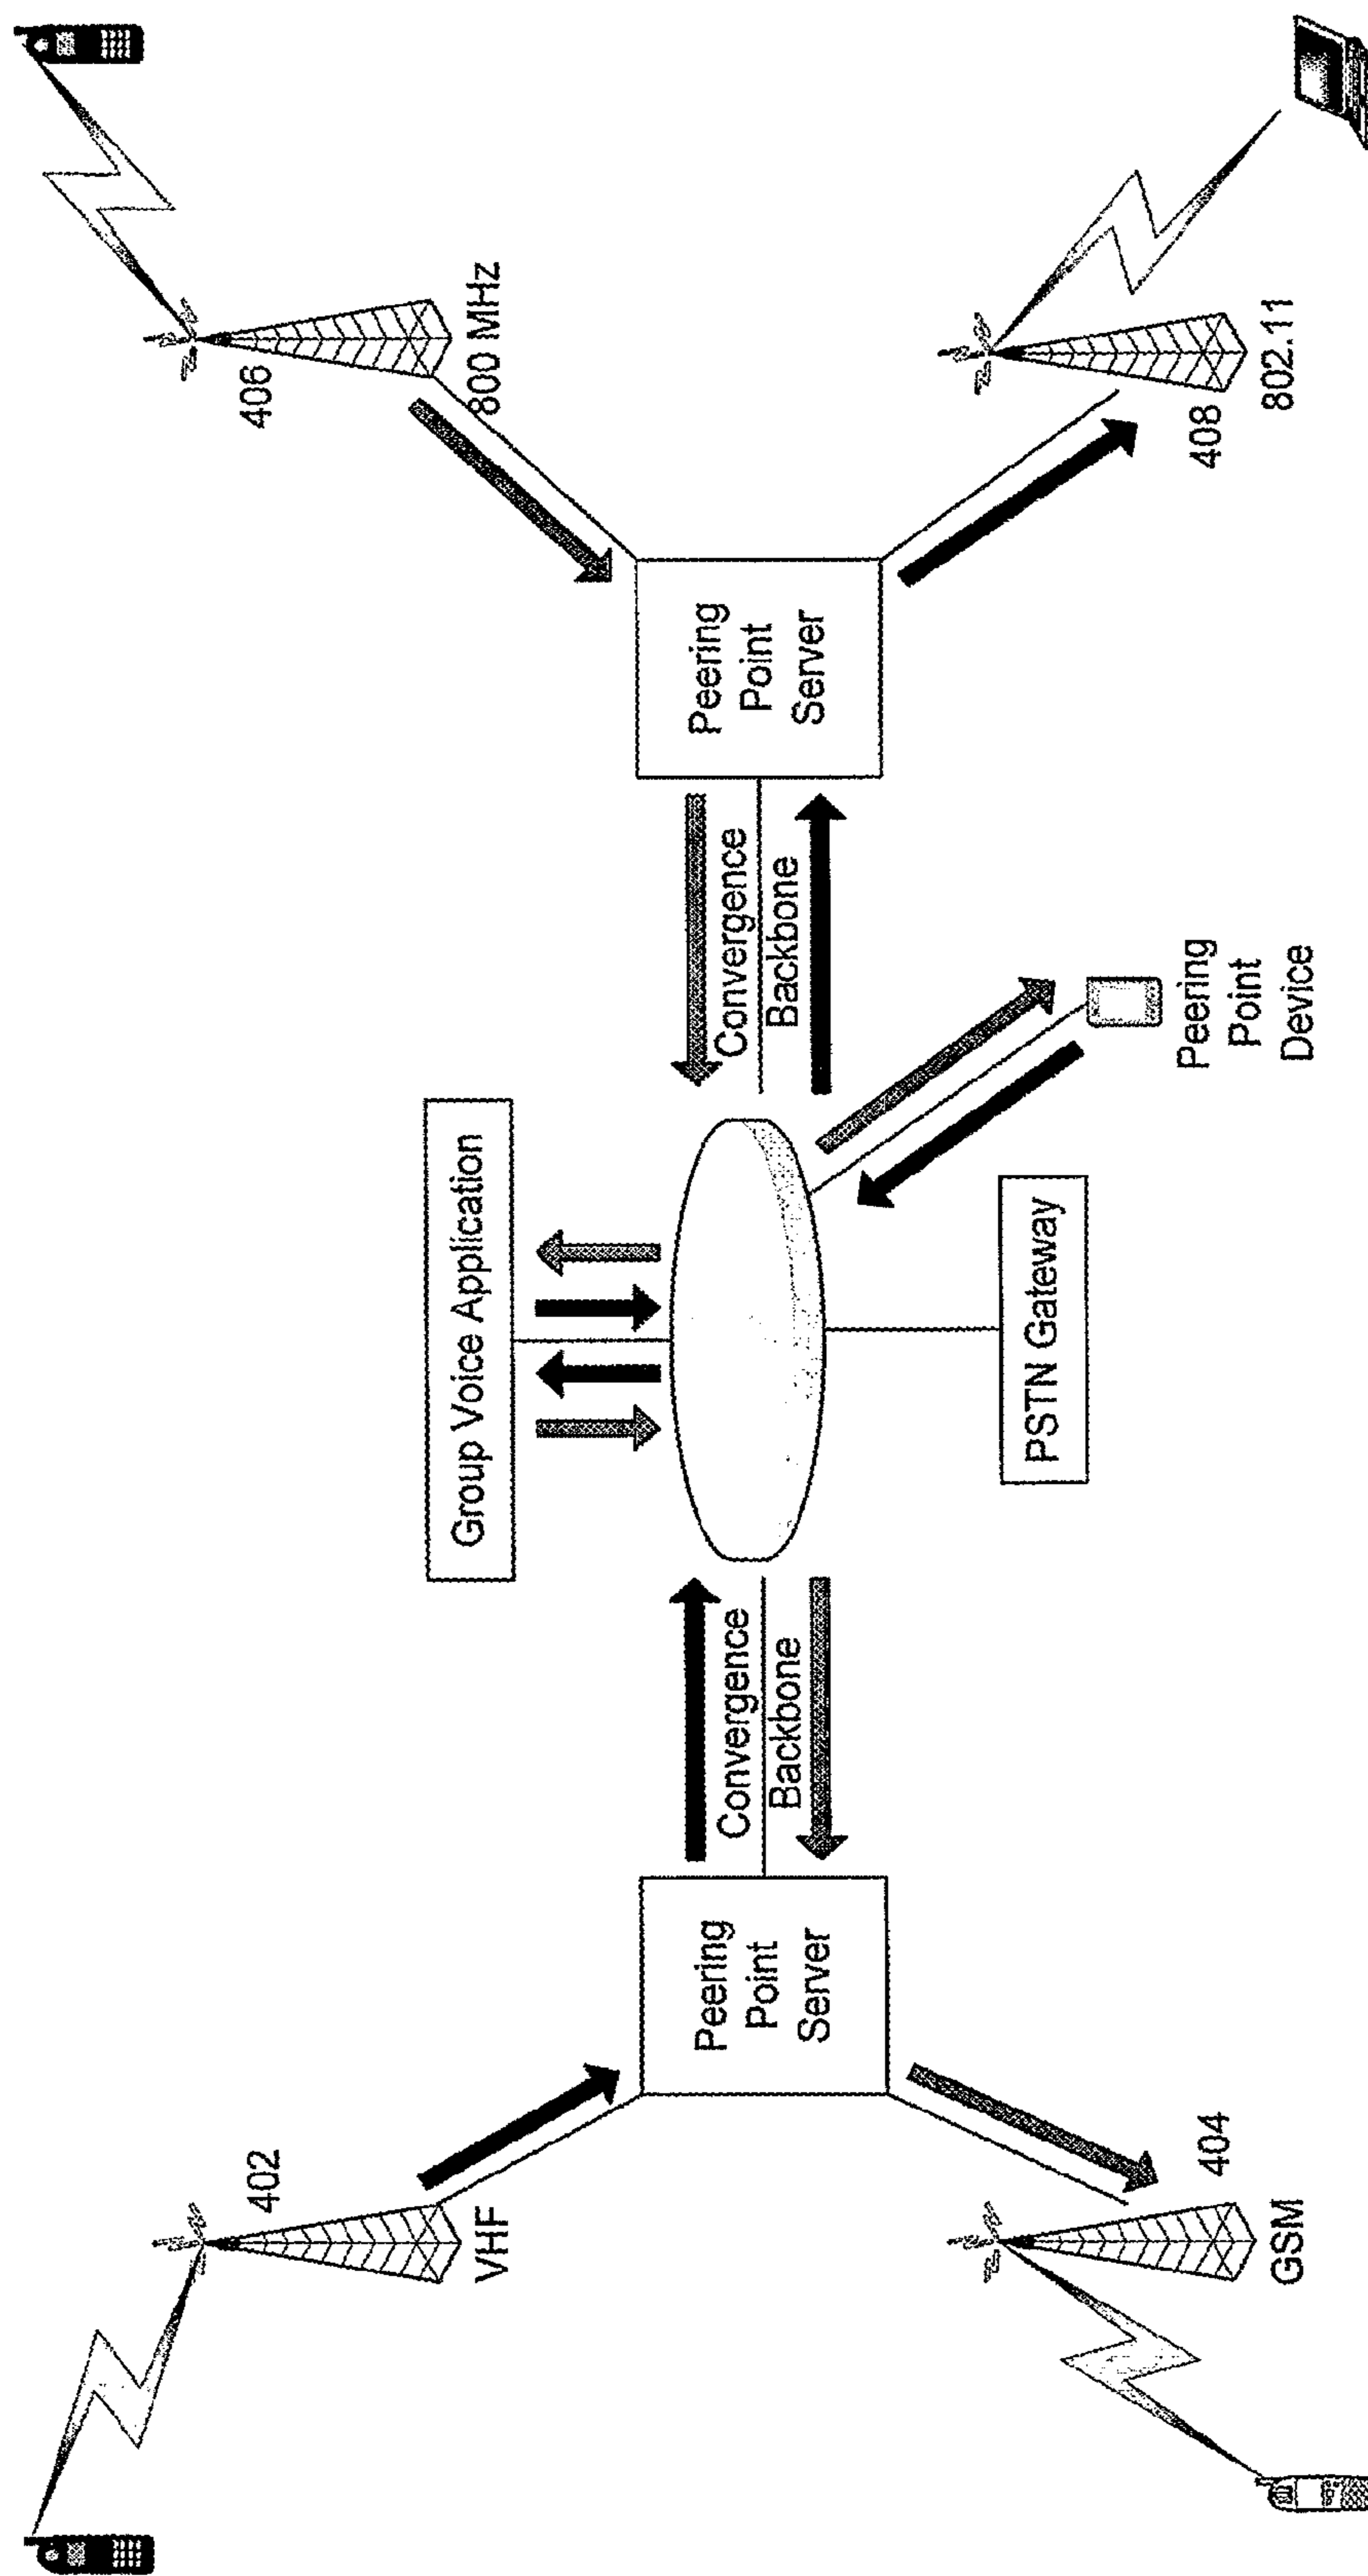 402
VHF
404
GSM
Peering
Point
Server
Convergence
Backbone
Group Voice Application
PSTN Gateway
Convergence
Backbone
Peering
Point
Device
Peering
Point
Server
406
800 MHz
408
802.11